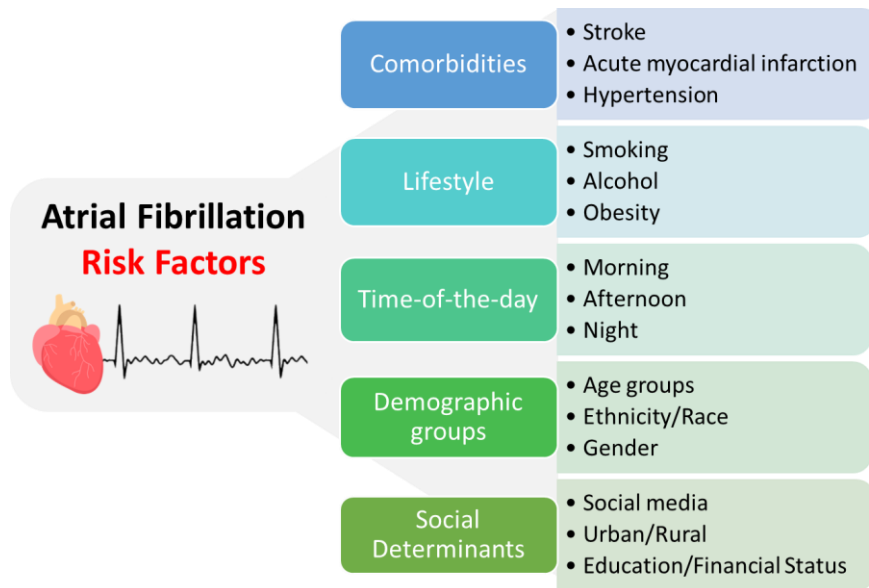 Atrial Fibrillation
Risk Factors
Comorbidities
• Stroke
• Acute myocardial infarction
• Hypertension
Lifestyle
• Smoking
• Alcohol
• Obesity
Time-of-the-day
• Morning
• Afternoon
• Night
Demographic
groups
• Age groups
• Ethnicity/Race
• Gender
Social
Determinants
• Social media
• Urban/Rural
• Education/Financial Status